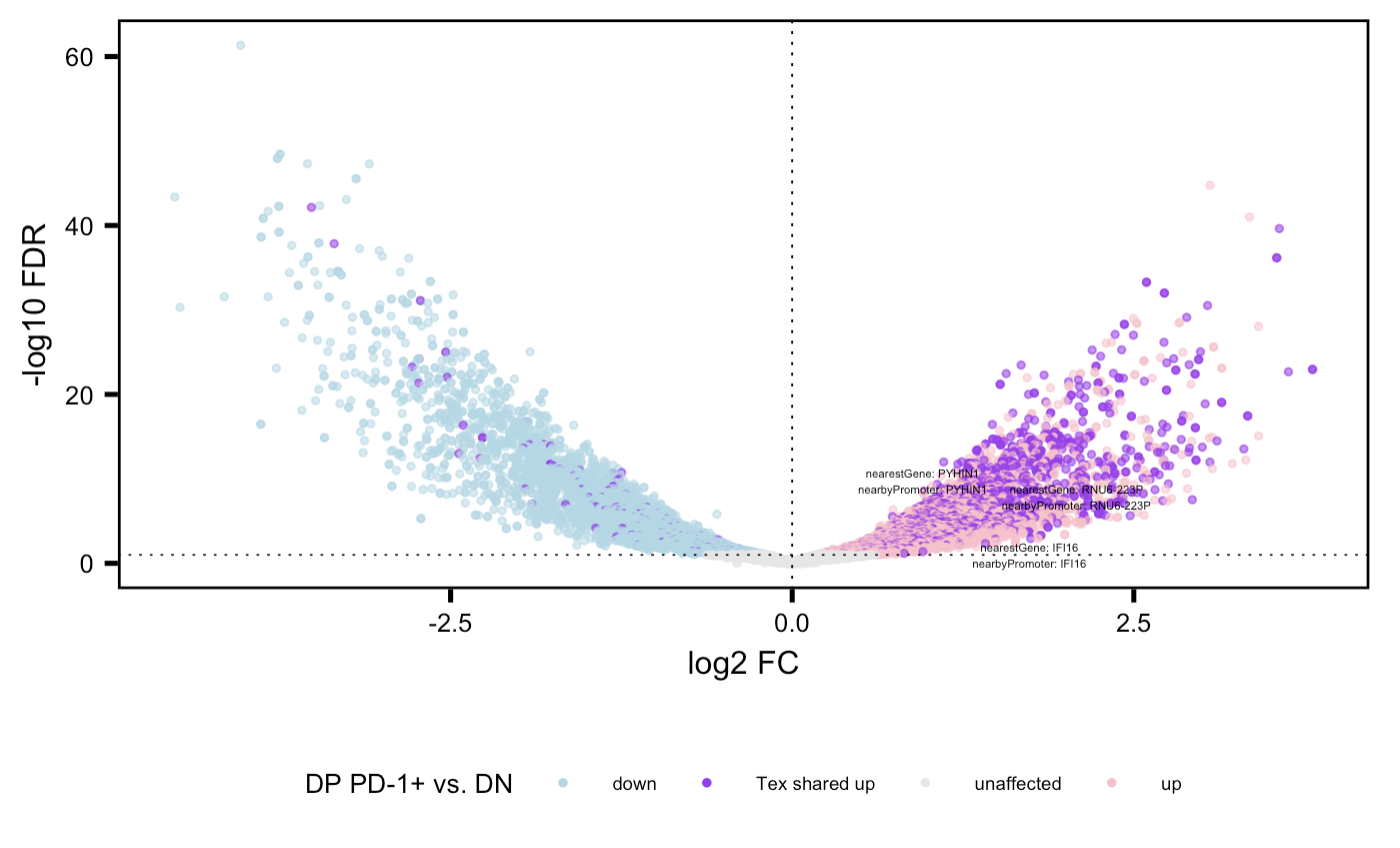 60
40
20
0
-log10 FDR
nearestGene: PYHIN1
nearbyPromoter: PYHIN1
nearestGene: RNU6-223P
nearbyPromoter: RNU6-223P
nearestGene: IFI16
nearbyPromoter: IFI16
-2.5
0.0
2.5
log2 FC
DP PD-1+ vs. DN
down
Tex shared up
unaffected
up